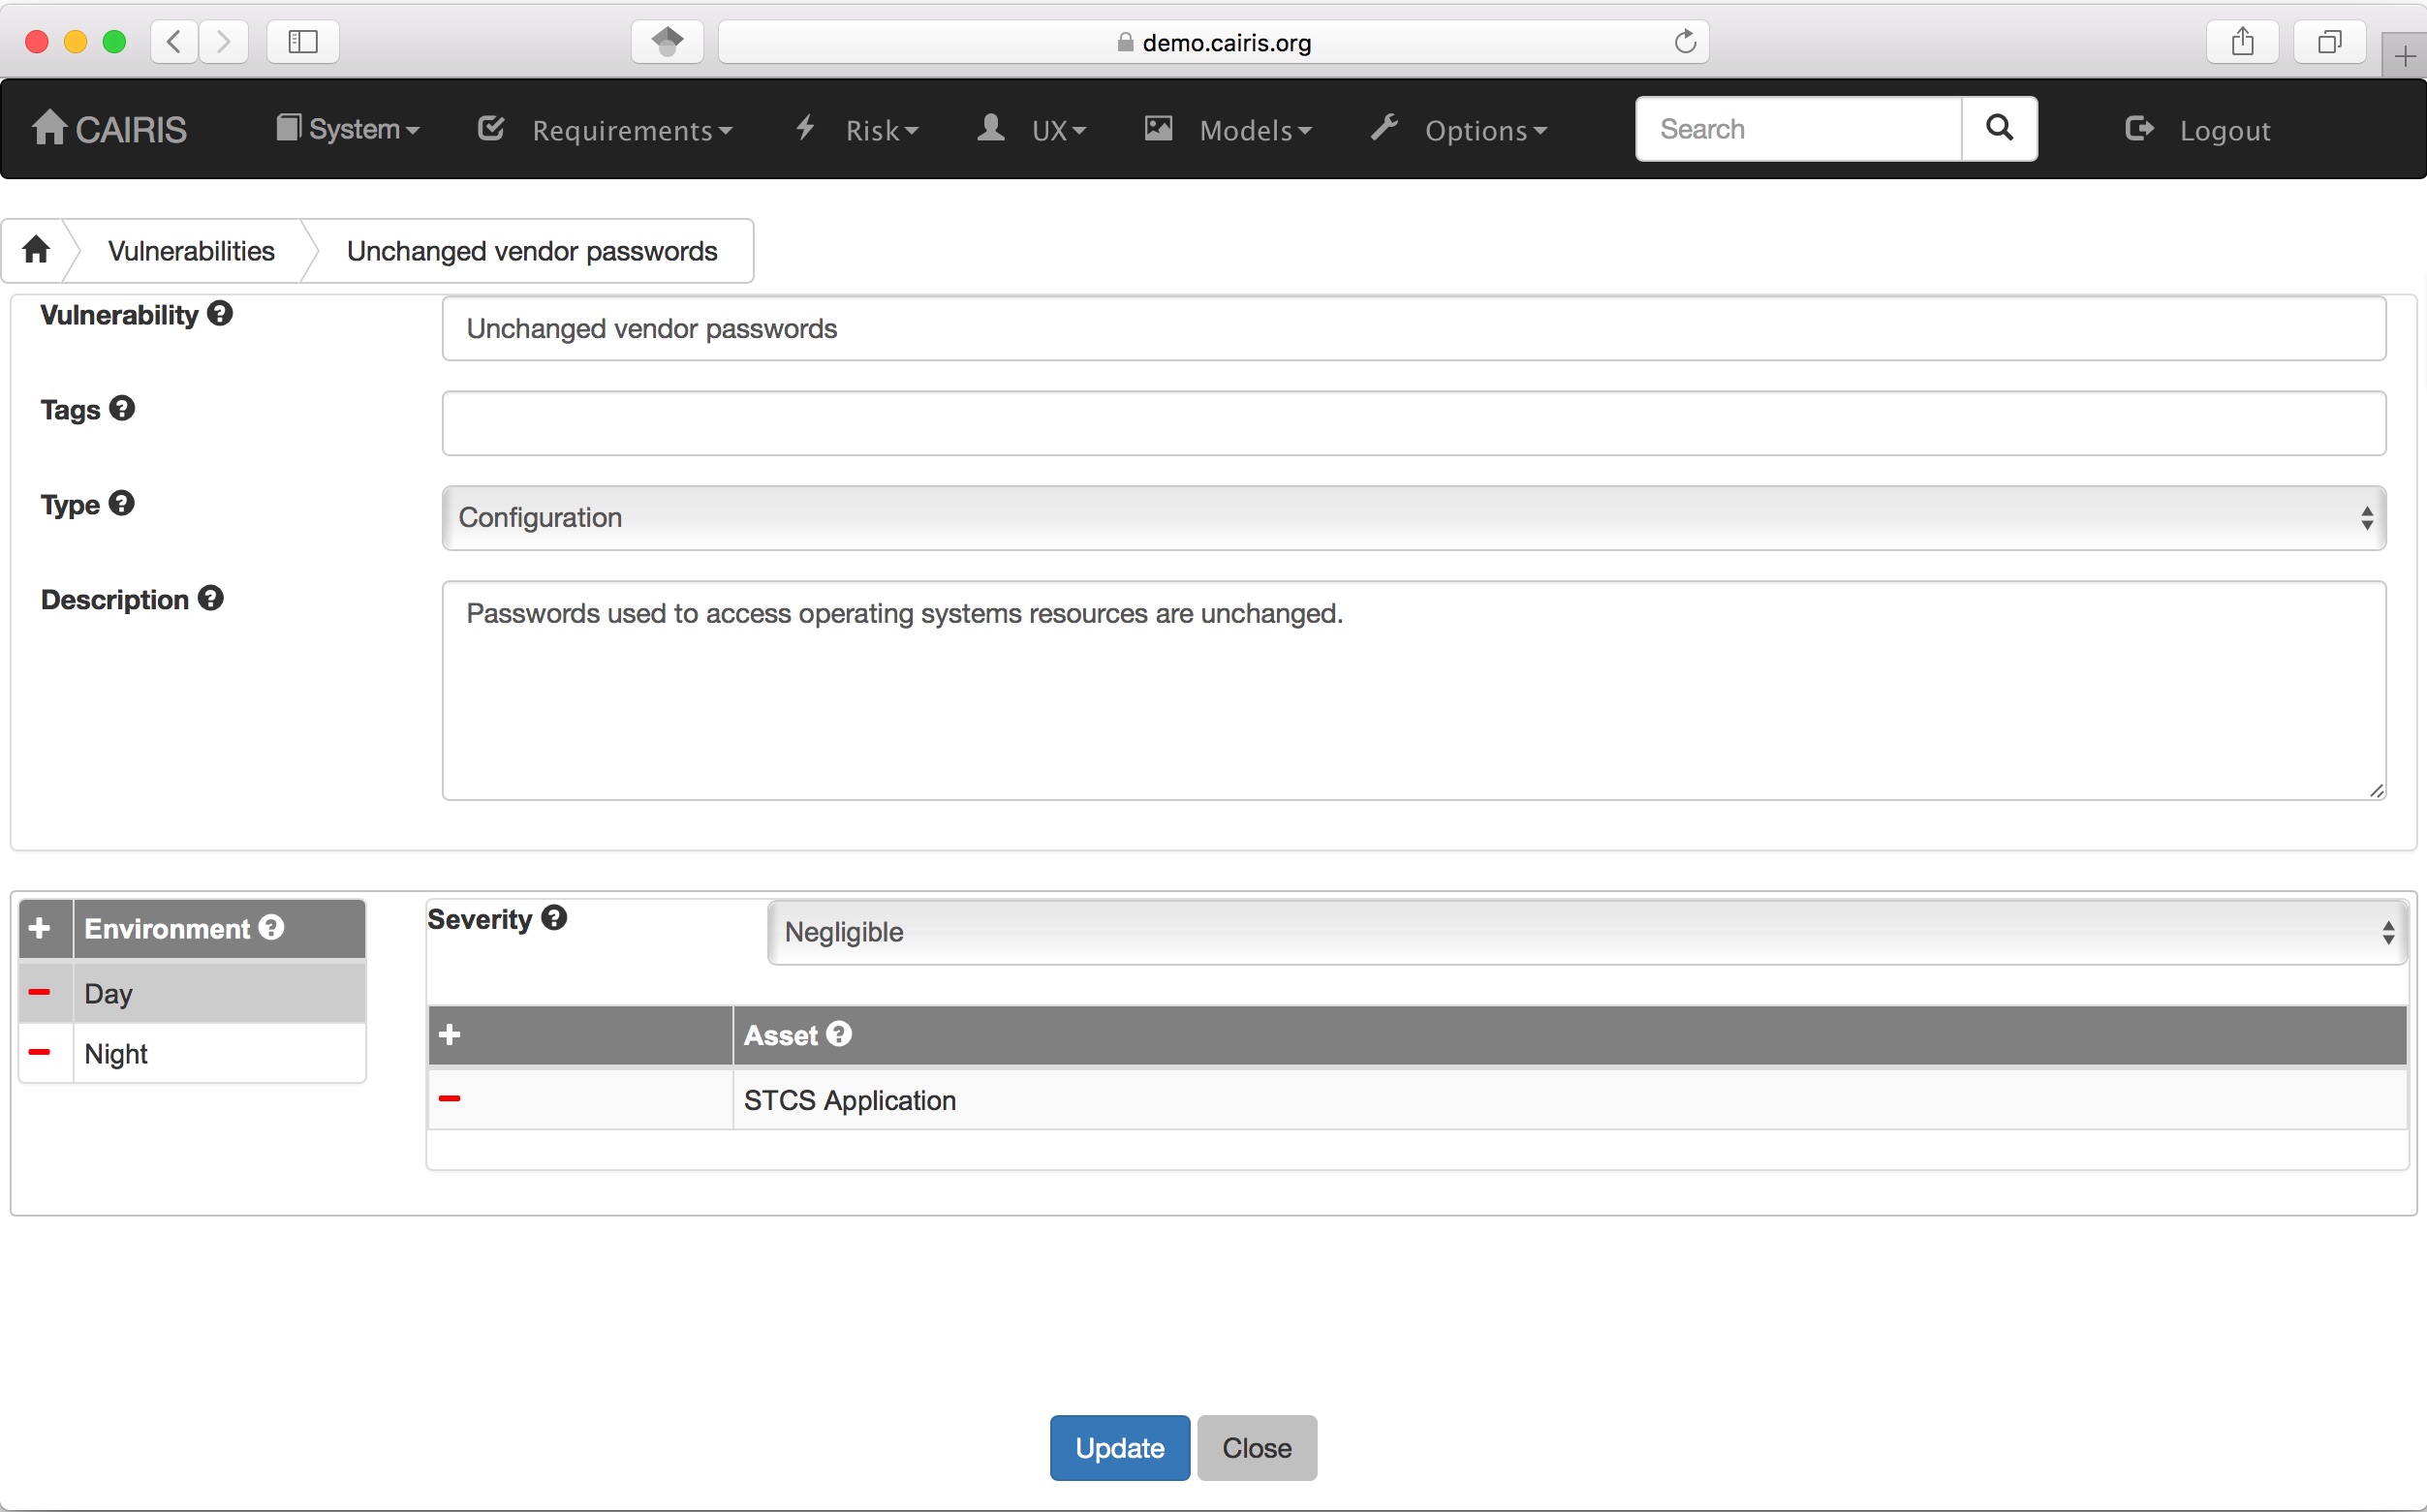 demo.cairis.org
CAIRIS System Requirements Risk UX Models Options Search Logout
Vulnerabilities Unchanged vendor passwords
Vulnerability Unchanged vendor passwords
Tags
Type Configuration
Description Passwords used to access operating systems resources are unchanged.
Environment Severity Negligible
Day
Night
Asset
STCS Application
Update Close